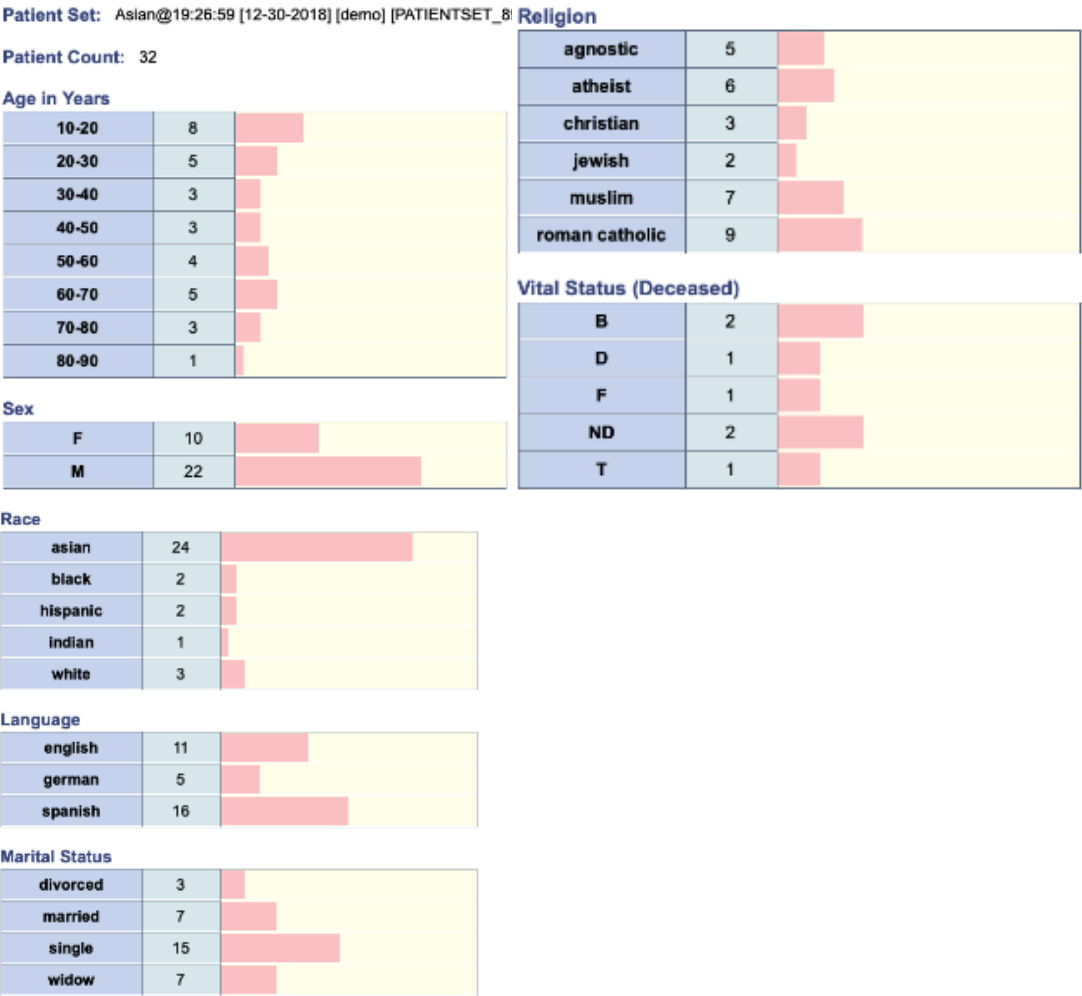 Patient Set: Asian@19:26:59 [12-30-2018] [demo] [PATIENTSET_8
Patient Count: 32
Age in Years
10-20 8
20-30 5
30-40 3
40-50 3
50-60 4
60-70 5
70-80 3
80-90 1
Sex
F 10
M 22
Race
asian 24
black 2
hispanic 2
indian 1
white 3
Language
english 11
german 5
spanish 16
Marital Status
divorced 3
married 7
single 15
widow 7
Religion
agnostic 5
atheist 6
christian 3
jewish 2
muslim 7
roman catholic 9
Vital Status (Deceased)
B 2
D 1
F 1
ND 2
T 1